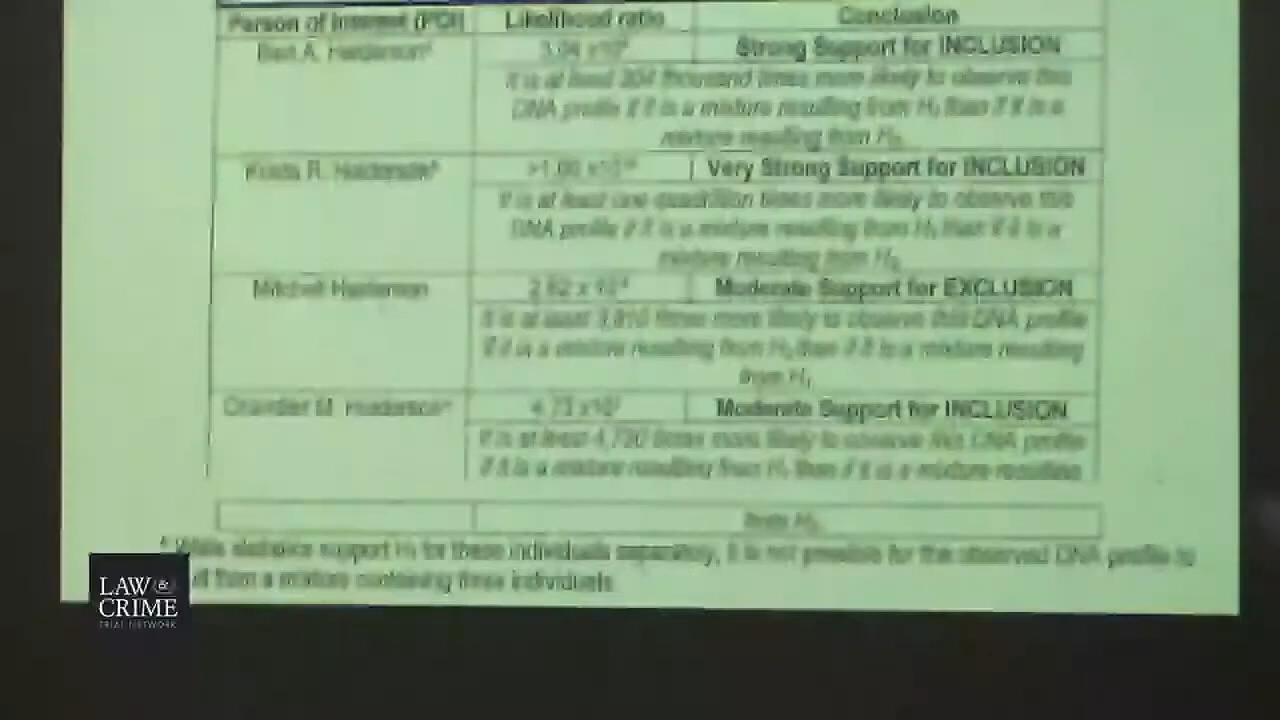 Person of Interest (POI) Likelihood ratio Conclusion
Bart A. Strong Support for INCLUSION
It is at least 304 thousand times more likely to observe this
DNA profile if it is a mixture resulting from H₁ than if it is a
mixture resulting from H₂.
Krista R. Very Strong Support for INCLUSION
It is at least one quadrillion times more likely to observe this
DNA profile if it is a mixture resulting from H₁ than if it is a
mixture resulting from H₂.
Mitchell Moderate Support for EXCLUSION
It is at least times more likely to observe this DNA profile
if it is a mixture resulting from H₂ than if it is a mixture resulting
from H₁
Chandler M. Moderate Support for INCLUSION
It is at least 4,730 times more likely to observe this DNA profile
if it is a mixture resulting from H₁ than if it is a mixture resulting
from H₂.
While statistics support H₁ for these individuals separately, it is not possible for the observed DNA profile to
from a mixture containing three individuals.
LAW &
CRIME
TRIAL NETWORK